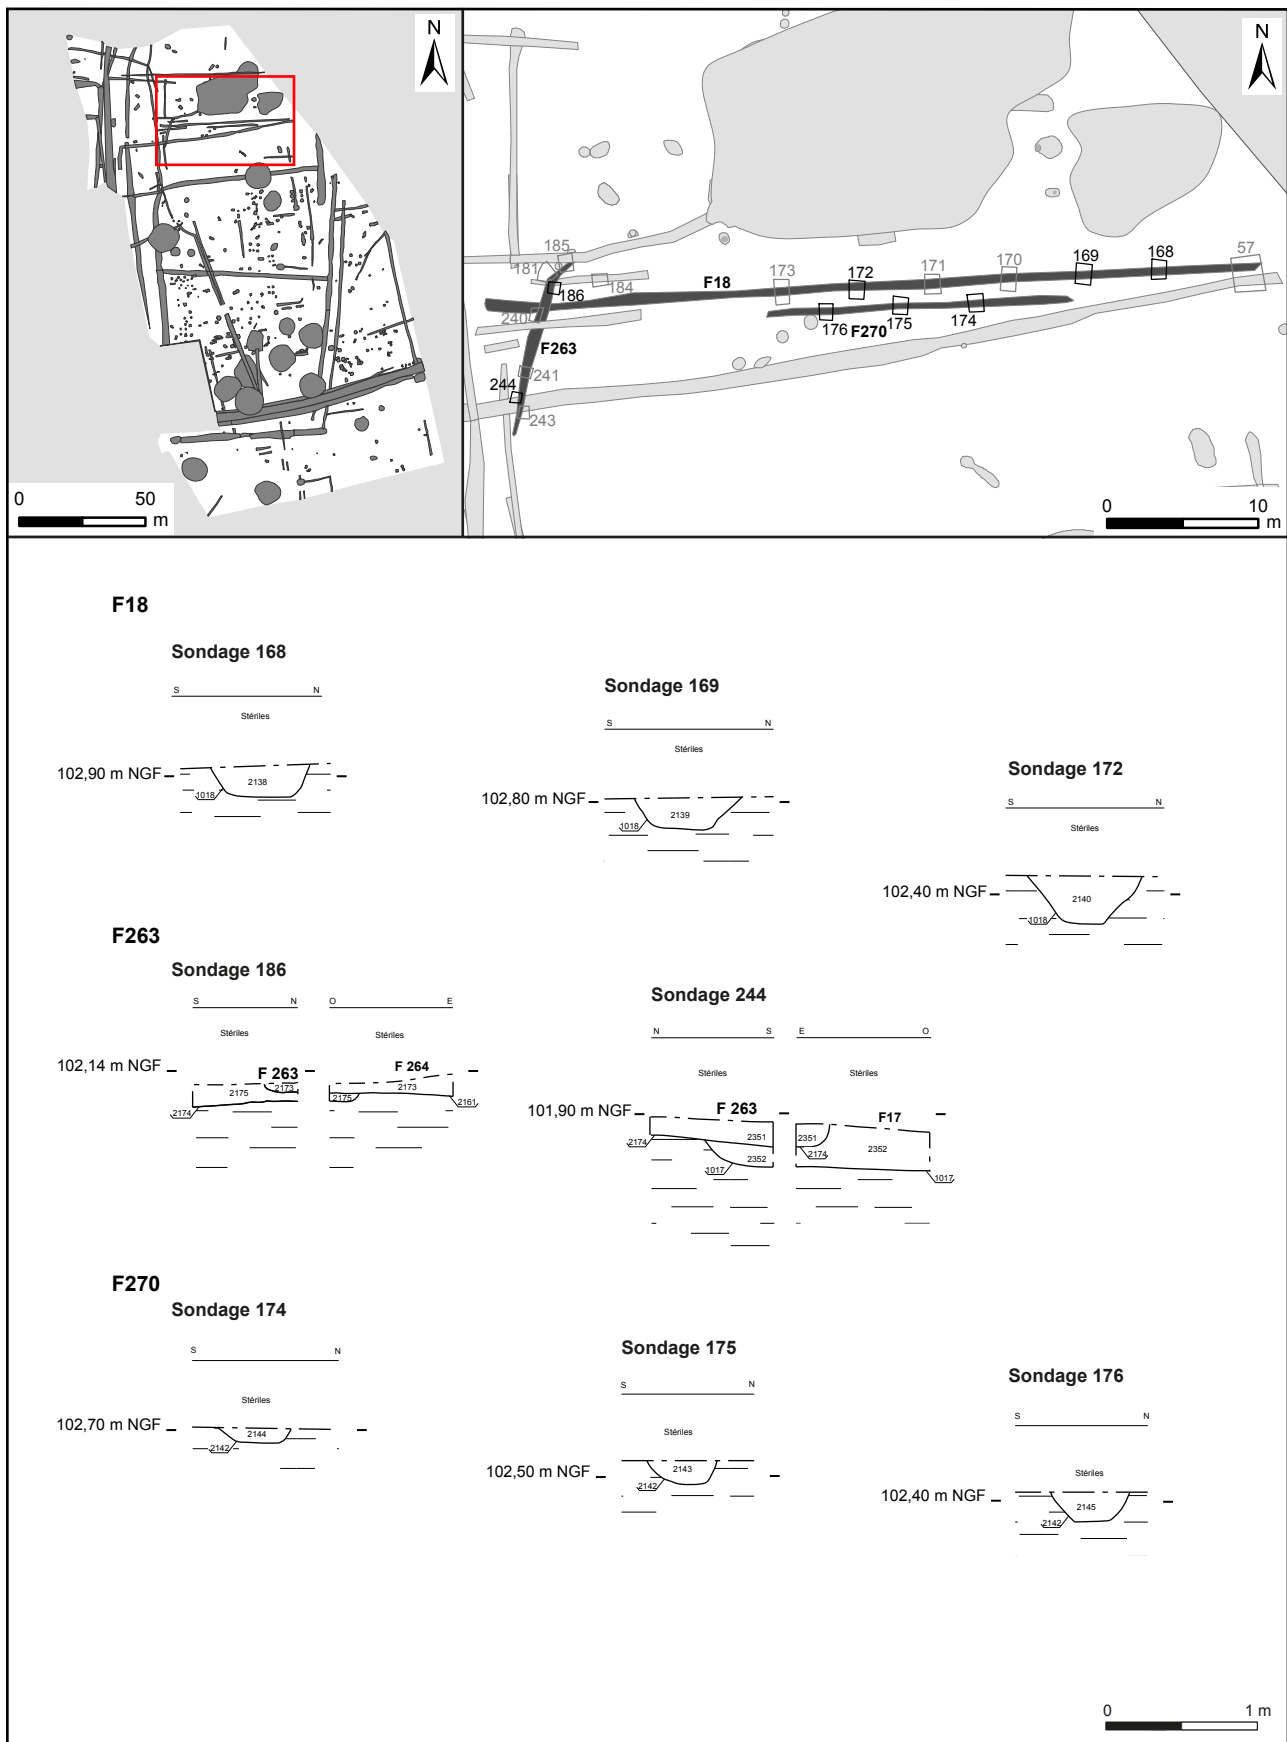 N
0 50
m
N
185
181
186
184
240
F263
241
244
243
F18
173
172
171
170
169
168
57
176
175
174
F270
0 10
m
F18
Sondage 168
S N
Stériles
102,90 m NGF
2138
1018
Sondage 169
S N
Stériles
102,80 m NGF
2139
1018
Sondage 172
S N
Stériles
102,40 m NGF
2140
1018
F263
Sondage 186
S N O E
Stériles Stériles
102,14 m NGF
F 263 F 264
2175 2173 2173
2175
2174 2161
Sondage 244
N S E O
Stériles Stériles
101,90 m NGF
F 263 F17
2174 2351 2351 2352
2352 2174
1017 1017
F270
Sondage 174
S N
Stériles
102,70 m NGF
2144
2142
Sondage 175
S N
Stériles
102,50 m NGF
2143
2142
Sondage 176
S N
Stériles
102,40 m NGF
2145
2142
0 1 m